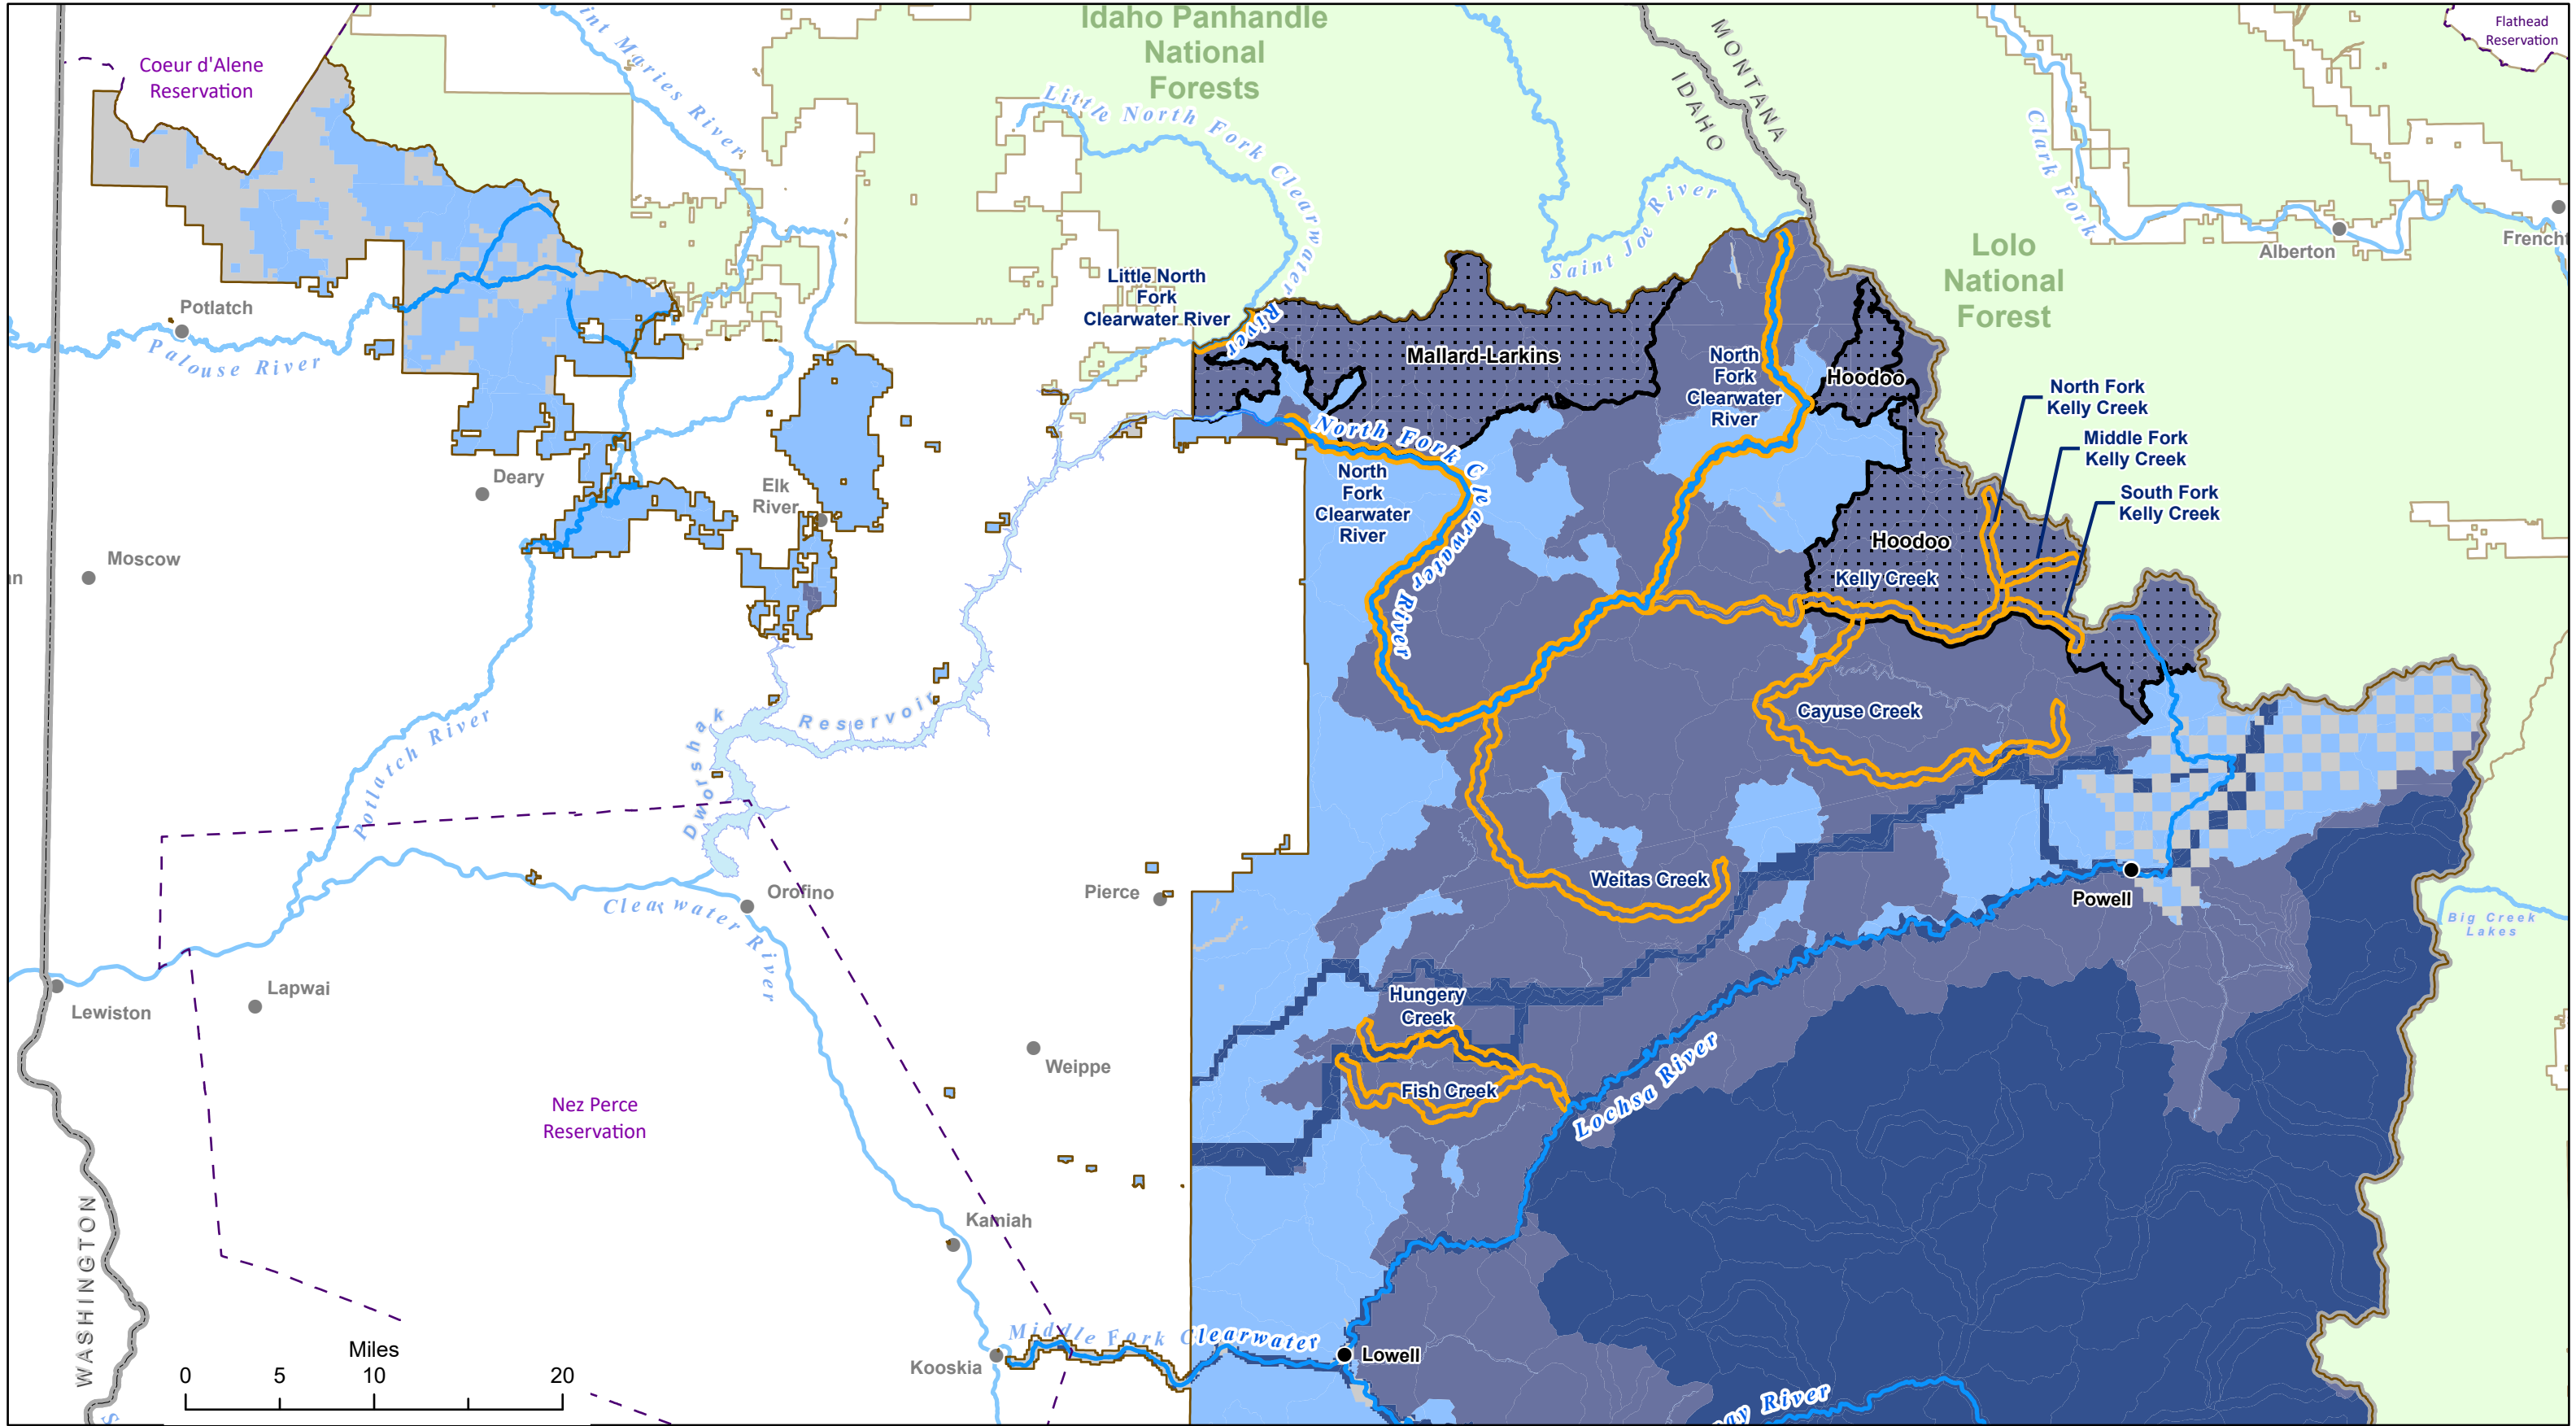 Idaho Panhandle
National
Forests
Coeur d'Alene
Reservation
Flathead
Reservation
MONTANA
IDAHO
Little North Fork Clearwater River
Clark Fork
Saint Joe River
Alberton
Lolo
National
Forest
Little North
Fork
Clearwater River
Potlatch
Palouse River
Mallard-Larkins
North
Fork
Clearwater
River
Hoodoo
North Fork
Kelly Creek
Middle Fork
Kelly Creek
South Fork
Kelly Creek
North Fork Clearwater River
North
Fork
Clearwater
River
Deary
Elk
River
Moscow
Hoodoo
Kelly Creek
Cayuse Creek
Dworshak Reservoir
Potlatch River
Weitas Creek
Powell
Big Creek
Lakes
Orofino
Pierce
Clearwater River
Lapwai
Lewiston
Hungery
Creek
Fish Creek
Lochsa River
Weippe
Nez Perce
Reservation
Kamiah
WASHINGTON
Middle Fork Clearwater
Kooskia
Lowell
Miles
0 5 10 20
River